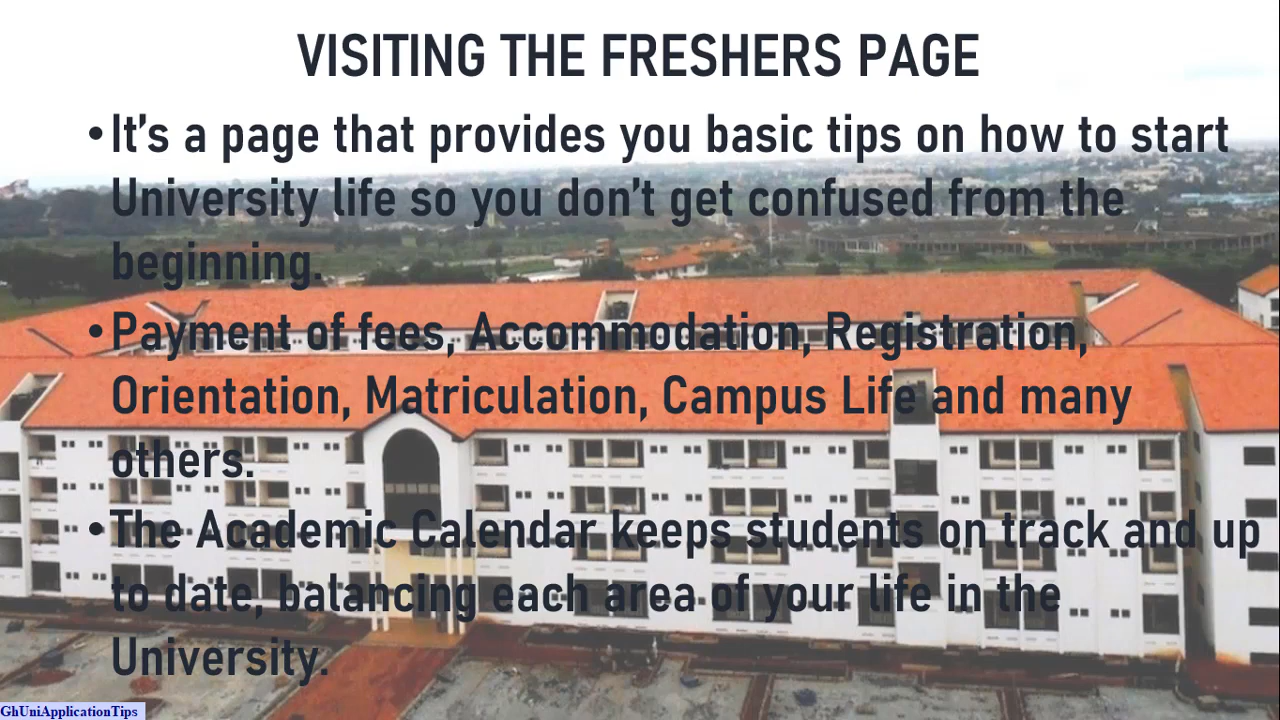 VISITING THE FRESHERS PAGE
•It's a page that provides you basic tips on how to start
University life so you don't get confused from the
beginning.
•Payment of fees, Accommodation, Registration,
Orientation, Matriculation, Campus Life and many
others.
•The Academic Calendar keeps students on track and up
to date, balancing each area of your life in the
University.
GhUniApplicationTips